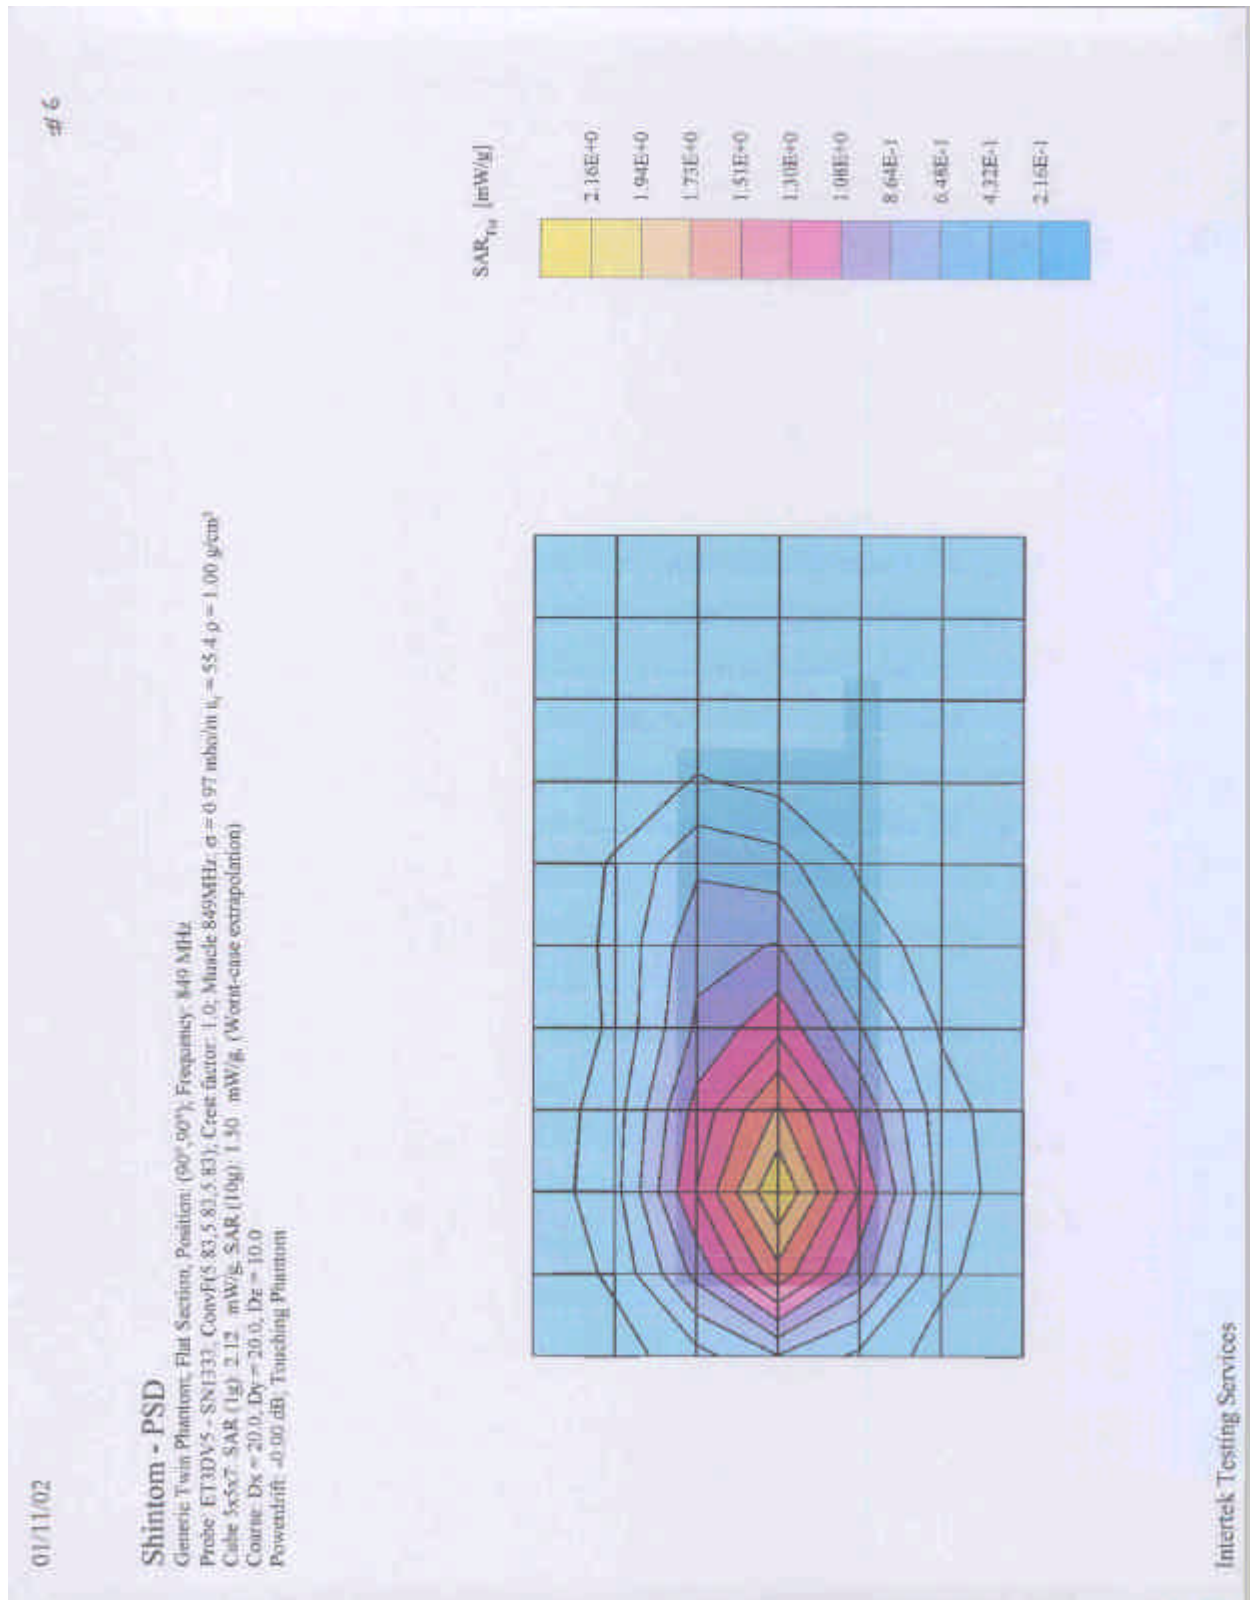 01/11/02
#6
Shintom - PSD
Generic Twin Phantom; Flat Section; Position: (90°,90°); Frequency: 849 MHz
Probe: ET3DV5 - SN1333; ConvF(5.83,5.83,5.83); Crest factor: 1.0; Muscle 849MHz: σ = 0.97 mho/m εr = 55.4 ρ = 1.00 g/cm³
Cube 5x5x7: SAR (1g): 2.12 mW/g, SAR (10g): 1.50 mW/g, (Worst-case extrapolation)
Coarse: Dx = 20.0, Dy = 20.0, Dz = 10.0
Powerdrift: -0.00 dB; Touching Phantom
SAR Tot [mW/g]
2.16E+0
1.94E+0
1.73E+0
1.51E+0
1.30E+0
1.08E+0
8.64E-1
6.48E-1
4.32E-1
2.16E-1
Intertek Testing Services